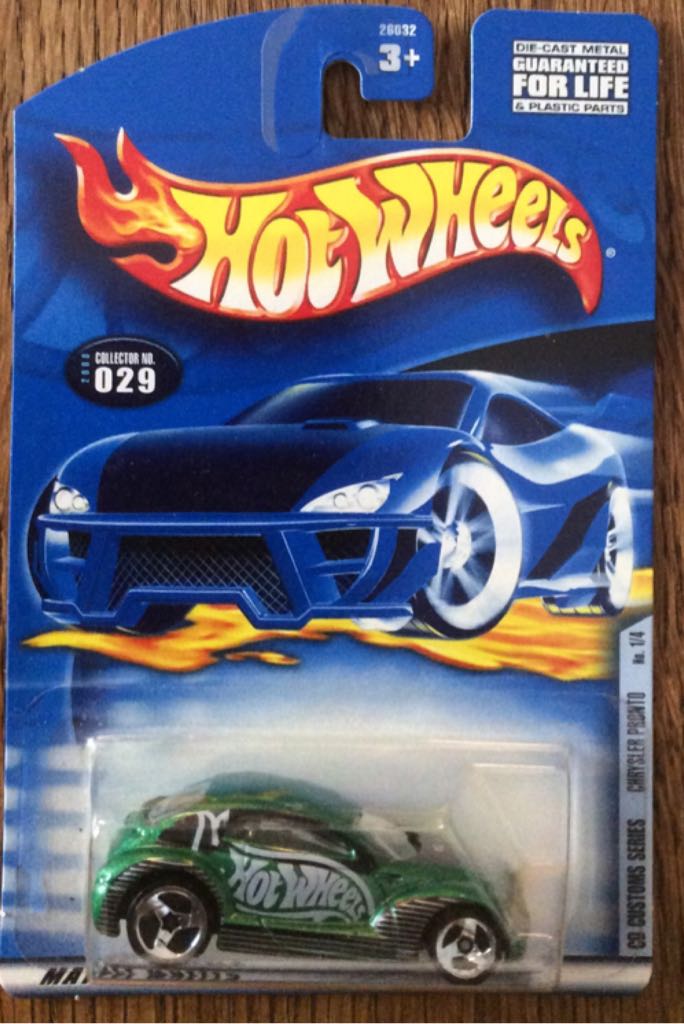 26032
3+
DIE-CAST METAL
GUARANTEED
FOR LIFE
& PLASTIC PARTS
HOT WHEELS®
2000
COLLECTOR NO.
029
CD CUSTOMS SERIES CHRYSLER PRONTO No. 1/4
HOT WHEELS